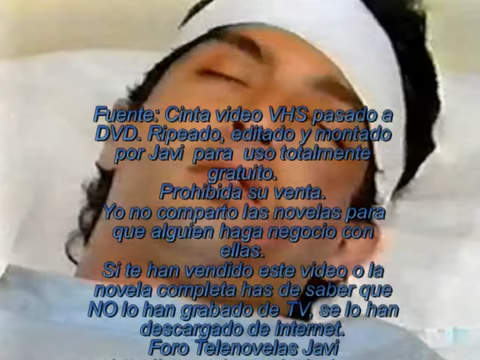 Fuente: Cinta video VHS pasado a
DVD. Ripeado, editado y montado
por Javi para uso totalmente
gratuito.
Prohibida su venta.
Yo no comparto las novelas para
que alguien haga negocio con
ellas.
Si te han vendido este video o la
novela completa has de saber que
NO lo han grabado de TV, se lo han
descargado de Internet.
Foro Telenovelas Javi